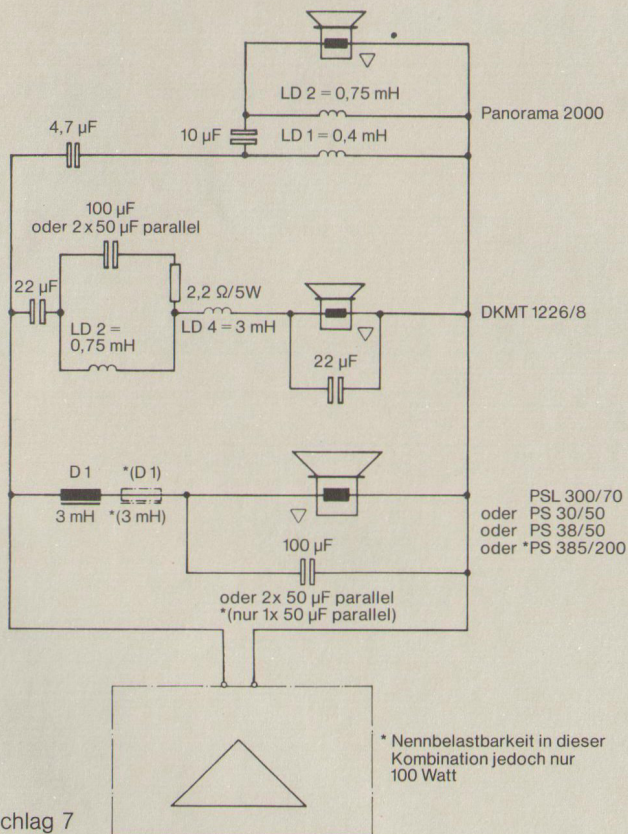 LD 2 = 0,75 mH
Panorama 2000
4,7 µF
10 µF
LD 1 = 0,4 mH
100 µF
oder 2 x 50 µF parallel
22 µF
2,2 Ω/5W
DKMT 1226/8
LD 2 =
0,75 mH
LD 4 = 3 mH
22 µF
D 1
*(D 1)
3 mH
*(3 mH)
PSL 300/70
oder PS 30/50
oder PS 38/50
oder *PS 385/200
100 µF
oder 2x 50 µF parallel
*(nur 1x 50 µF parallel)
* Nennbelastbarkeit in dieser
Kombination jedoch nur
100 Watt
chlag 7